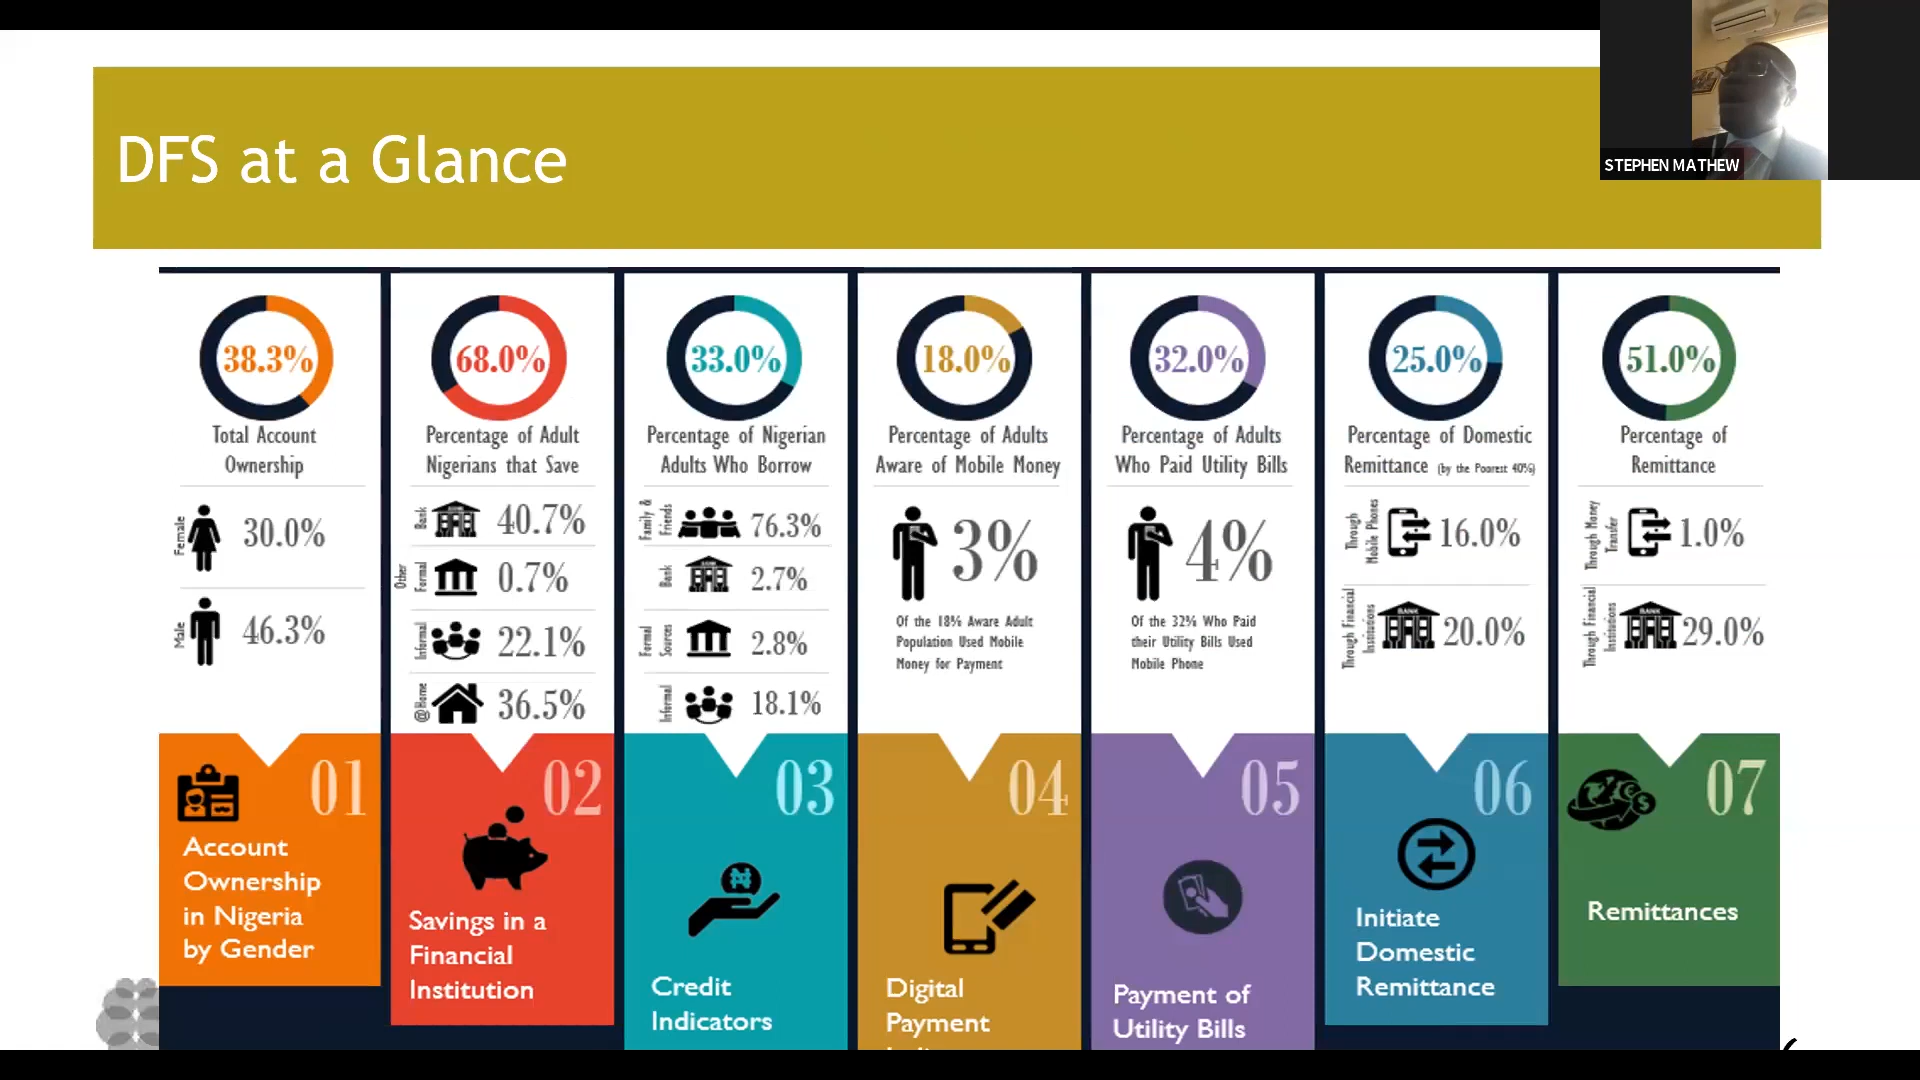 STEPHEN MATHEW
DFS at a Glance
38.3%
Total Account
Ownership
Female
30.0%
Male
46.3%
01
Account
Ownership
in Nigeria
by Gender
68.0%
Percentage of Adult
Nigerians that Save
Bank
40.7%
Other
Formal
0.7%
Informal
22.1%
@Home
36.5%
02
Savings in a
Financial
Institution
33.0%
Percentage of Nigerian
Adults Who Borrow
Family &
Friends
76.3%
Bank
2.7%
Formal
Sources
2.8%
Informal
18.1%
03
Credit
Indicators
18.0%
Percentage of Adults
Aware of Mobile Money
3%
Of the 18% Aware Adult
Population Used Mobile
Money for Payment
04
Digital
Payment
32.0%
Percentage of Adults
Who Paid Utility Bills
4%
Of the 32% Who Paid
their Utility Bills Used
Mobile Phone
05
Payment of
Utility Bills
25.0%
Percentage of Domestic
Remittance (by the Poorest 40%)
Through
Mobile Phones
16.0%
Through Financial
Institutions
BANK
20.0%
06
Initiate
Domestic
Remittance
51.0%
Percentage of
Remittance
Through Money
Transfer
1.0%
Through Financial
Institutions
BANK
29.0%
07
Remittances